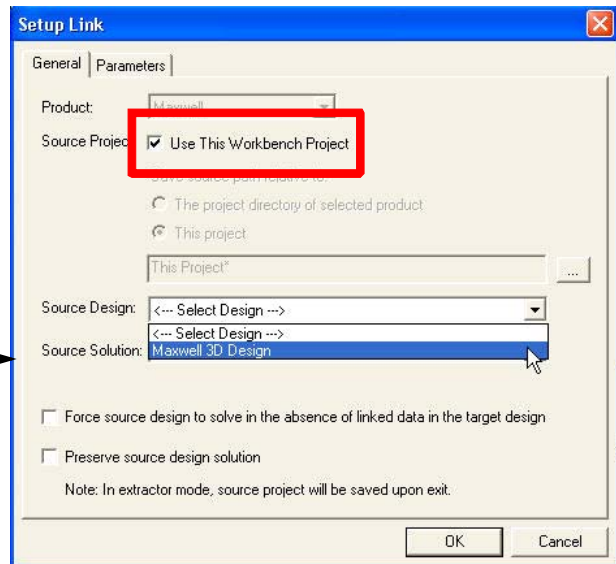 Setup Link
General Parameters
Product: Maxwell
Source Projec Use This Workbench Project
Save source path relative to:
The project directory of selected product
This project
This Project* ...
Source Design: <--- Select Design --->
<--- Select Design --->
Source Solution: Maxwell 3D Design
Force source design to solve in the absence of linked data in the target design
Preserve source design solution
Note: In extractor mode, source project will be saved upon exit.
OK Cancel